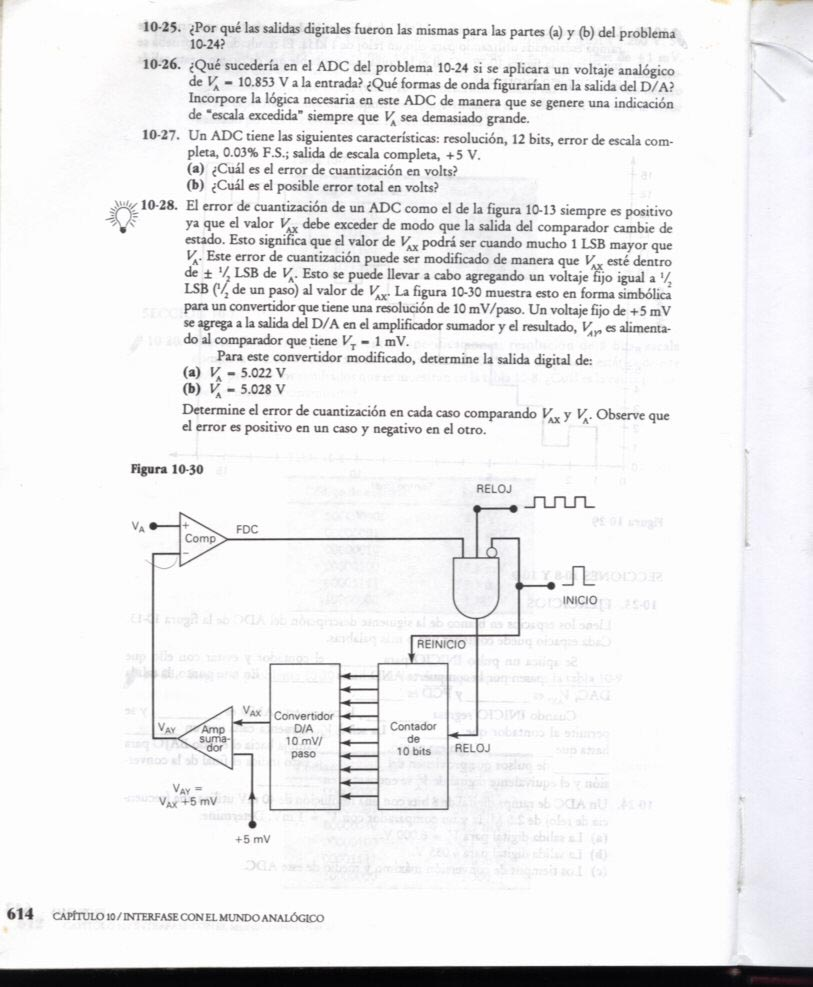 10-25. ¿Por qué las salidas digitales fueron las mismas para las partes (a) y (b) del problema
10-24?
10-26. ¿Qué sucedería en el ADC del problema 10-24 si se aplicara un voltaje analógico
de V_A = 10.853 V a la entrada? ¿Qué formas de onda figurarían en la salida del D/A?
Incorpore la lógica necesaria en este ADC de manera que se genere una indicación
de "escala excedida" siempre que V_A sea demasiado grande.
10-27. Un ADC tiene las siguientes características: resolución, 12 bits, error de escala com-
pleta, 0.03% F.S.; salida de escala completa, +5 V.
(a) ¿Cuál es el error de cuantización en volts?
(b) ¿Cuál es el posible error total en volts?
10-28. El error de cuantización de un ADC como el de la figura 10-13 siempre es positivo
ya que el valor V_AX debe exceder de modo que la salida del comparador cambie de
estado. Esto significa que el valor de V_AX podrá ser cuando mucho 1 LSB mayor que
V_A. Este error de cuantización puede ser modificado de manera que V_AX esté dentro
de ± 1/2 LSB de V_A. Esto se puede llevar a cabo agregando un voltaje fijo igual a 1/2
LSB (1/2 de un paso) al valor de V_AX. La figura 10-30 muestra esto en forma simbólica
para un convertidor que tiene una resolución de 10 mV/paso. Un voltaje fijo de +5 mV
se agrega a la salida del D/A en el amplificador sumador y el resultado, V_AY, es alimenta-
do al comparador que tiene V_T = 1 mV.
Para este convertidor modificado, determine la salida digital de:
(a) V_A = 5.022 V
(b) V_A = 5.028 V
Determine el error de cuantización en cada caso comparando V_AX y V_A. Observe que
el error es positivo en un caso y negativo en el otro.
Figura 10-30
RELOJ
V_A
+
Comp
−
FDC
INICIO
REINICIO
V_AX
V_AY
Amp
suma-
dor
Convertidor
D/A
10 mV/
paso
Contador
de
10 bits
RELOJ
V_AY =
V_AX +5 mV
+5 mV
614 CAPÍTULO 10 / INTERFASE CON EL MUNDO ANALÓGICO